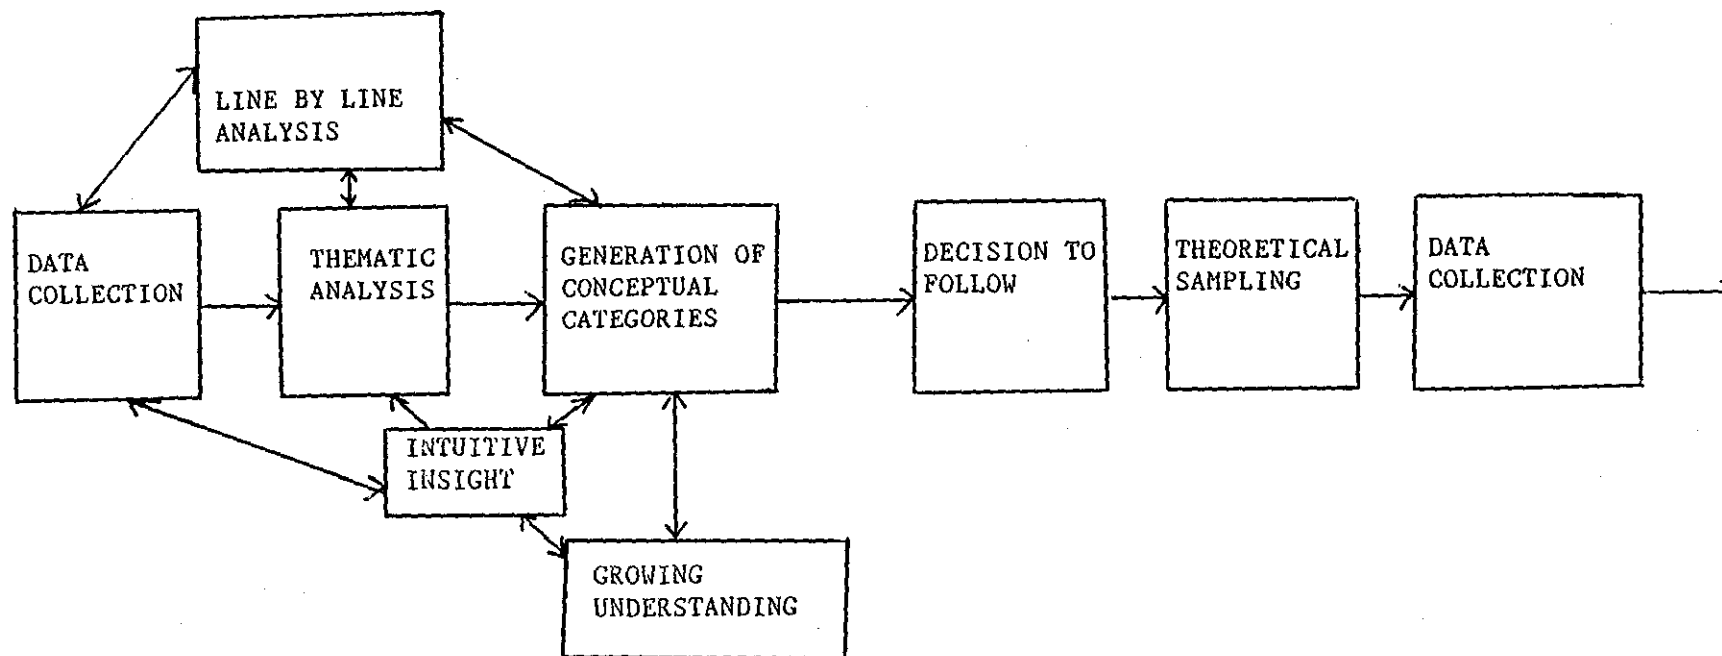 LINE BY LINE
ANALYSIS
DATA
COLLECTION
THEMATIC
ANALYSIS
GENERATION OF
CONCEPTUAL
CATEGORIES
DECISION TO
FOLLOW
THEORETICAL
SAMPLING
DATA
COLLECTION
INTUITIVE
INSIGHT
GROWING
UNDERSTANDING